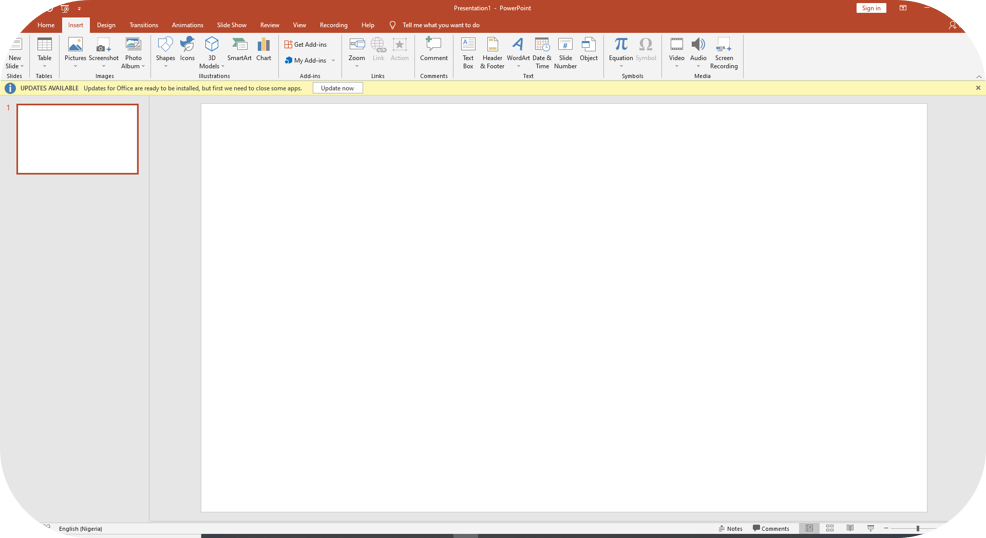 Presentation1 - PowerPoint
Sign in
Home Insert Design Transitions Animations Slide Show Review View Recording Help Tell me what you want to do
New Slide
Slides
Table
Tables
Pictures Screenshot Photo Album
Images
Shapes Icons 3D Models SmartArt Chart
Illustrations
Get Add-ins
My Add-ins
Add-ins
Zoom Link Action
Links
Comment
Comments
Text Box Header & Footer WordArt Date & Time Slide Number Object
Text
Equation Symbol
Symbols
Video Audio Screen Recording
Media
UPDATES AVAILABLE Updates for Office are ready to be installed, but first we need to close some apps. Update now
1
English (Nigeria) Notes Comments